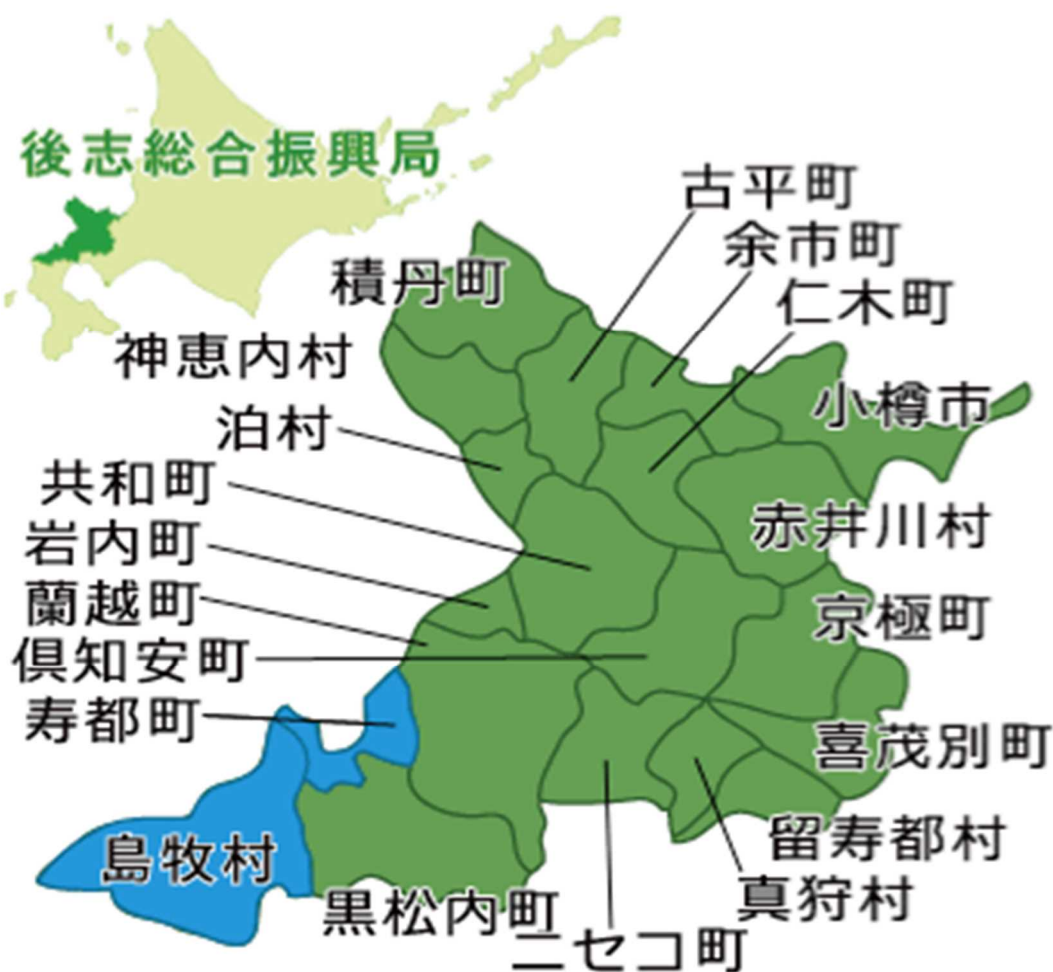 後志総合振興局
古平町
余市町
積丹町
仁木町
神恵内村
小樽市
泊村
共和町
赤井川村
岩内町
蘭越町
京極町
倶知安町
寿都町
喜茂別町
留寿都村
島牧村
真狩村
黒松内町
ニセコ町